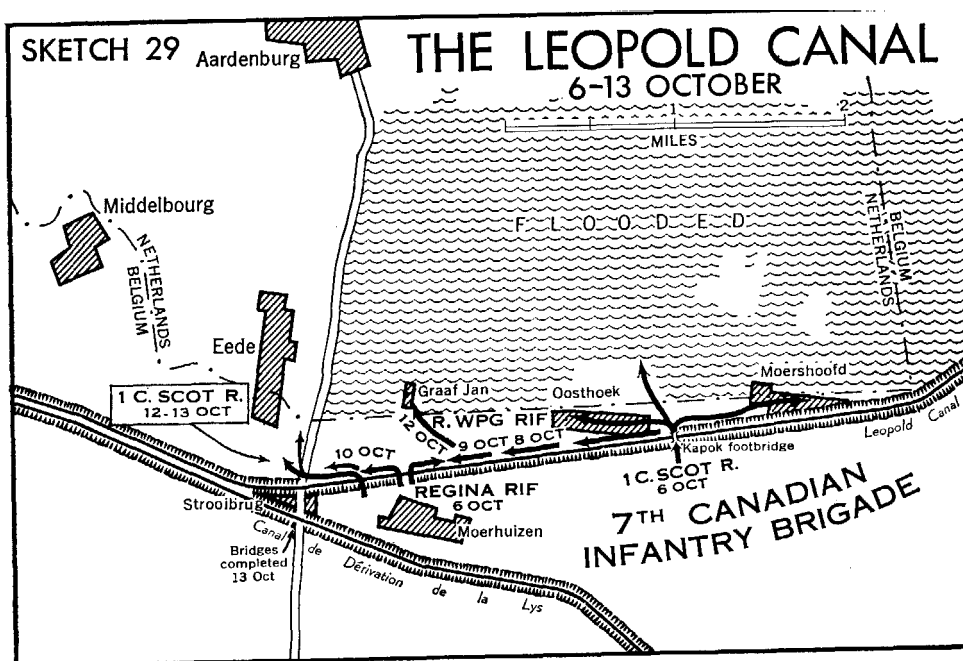 SKETCH 29
THE LEOPOLD CANAL
6-13 OCTOBER
Aardenburg
1
2
MILES
Middelbourg
FLOODED
NETHERLANDS
BELGIUM
BELGIUM
NETHERLANDS
Eede
Moershoofd
Graaf Jan
Oosthoek
1 C. SCOT R.
12-13 OCT
R. WPG RIF
12 OCT
9 OCT 8 OCT
10 OCT
Kapok footbridge
Leopold Canal
1 C. SCOT R.
6 OCT
REGINA RIF
6 OCT
Strooibrug
Moerhuizen
7TH CANADIAN
INFANTRY BRIGADE
Bridges
completed
13 Oct
Canal de Dérivation de la Lys